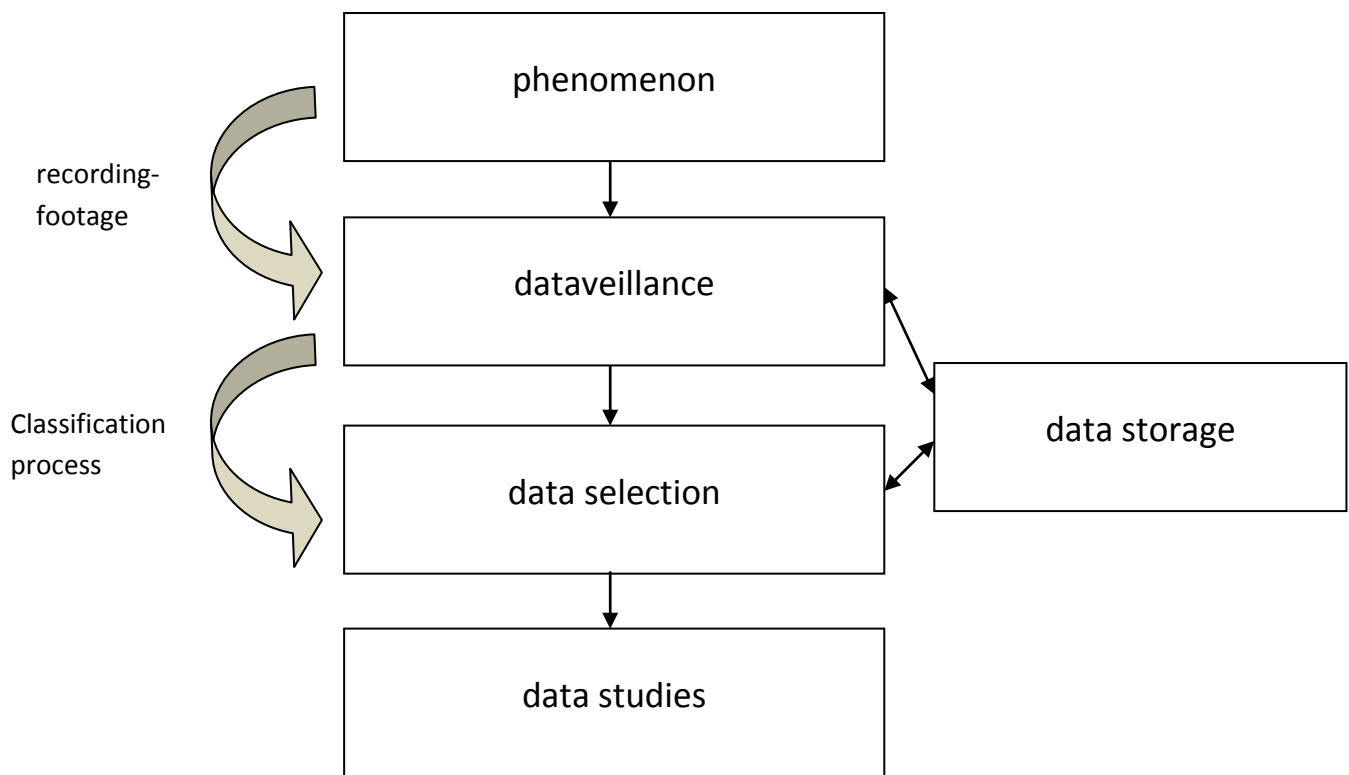 phenomenon
recording-
footage
dataveillance
Classification
process
data storage
data selection
data studies